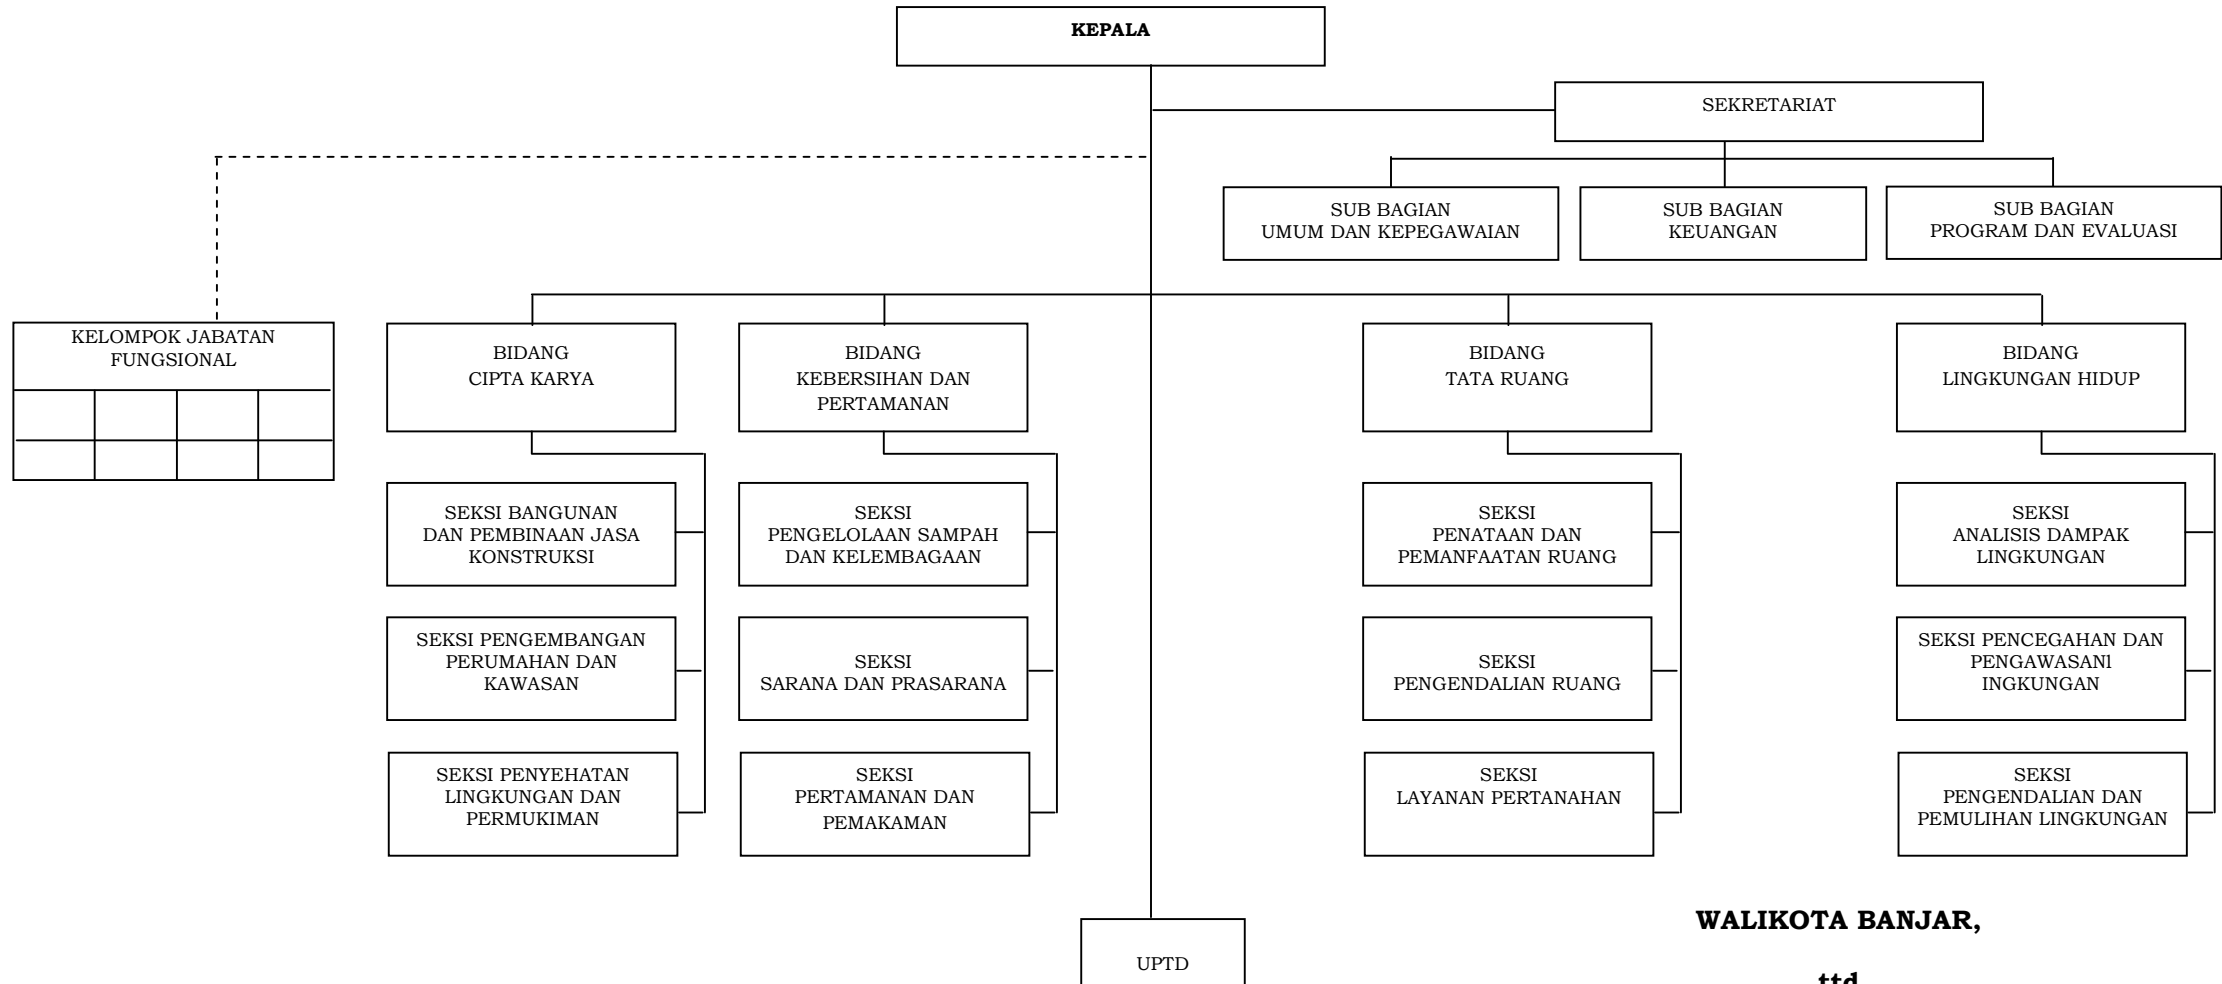 KEPALA
SEKRETARIAT
SUB BAGIAN
UMUM DAN KEPEGAWAIAN
SUB BAGIAN
KEUANGAN
SUB BAGIAN
PROGRAM DAN EVALUASI
KELOMPOK JABATAN
FUNGSIONAL
BIDANG
CIPTA KARYA
BIDANG
KEBERSIHAN DAN
PERTAMANAN
BIDANG
TATA RUANG
BIDANG
LINGKUNGAN HIDUP
SEKSI BANGUNAN
DAN PEMBINAAN JASA
KONSTRUKSI
SEKSI
PENGELOLAAN SAMPAH
DAN KELEMBAGAAN
SEKSI
PENATAAN DAN
PEMANFAATAN RUANG
SEKSI
ANALISIS DAMPAK
LINGKUNGAN
SEKSI PENGEMBANGAN
PERUMAHAN DAN
KAWASAN
SEKSI
SARANA DAN PRASARANA
SEKSI
PENGENDALIAN RUANG
SEKSI PENCEGAHAN DAN
PENGAWASANl
INGKUNGAN
SEKSI PENYEHATAN
LINGKUNGAN DAN
PERMUKIMAN
SEKSI
PERTAMANAN DAN
PEMAKAMAN
SEKSI
LAYANAN PERTANAHAN
SEKSI
PENGENDALIAN DAN
PEMULIHAN LINGKUNGAN
WALIKOTA BANJAR,
UPTD
ttd